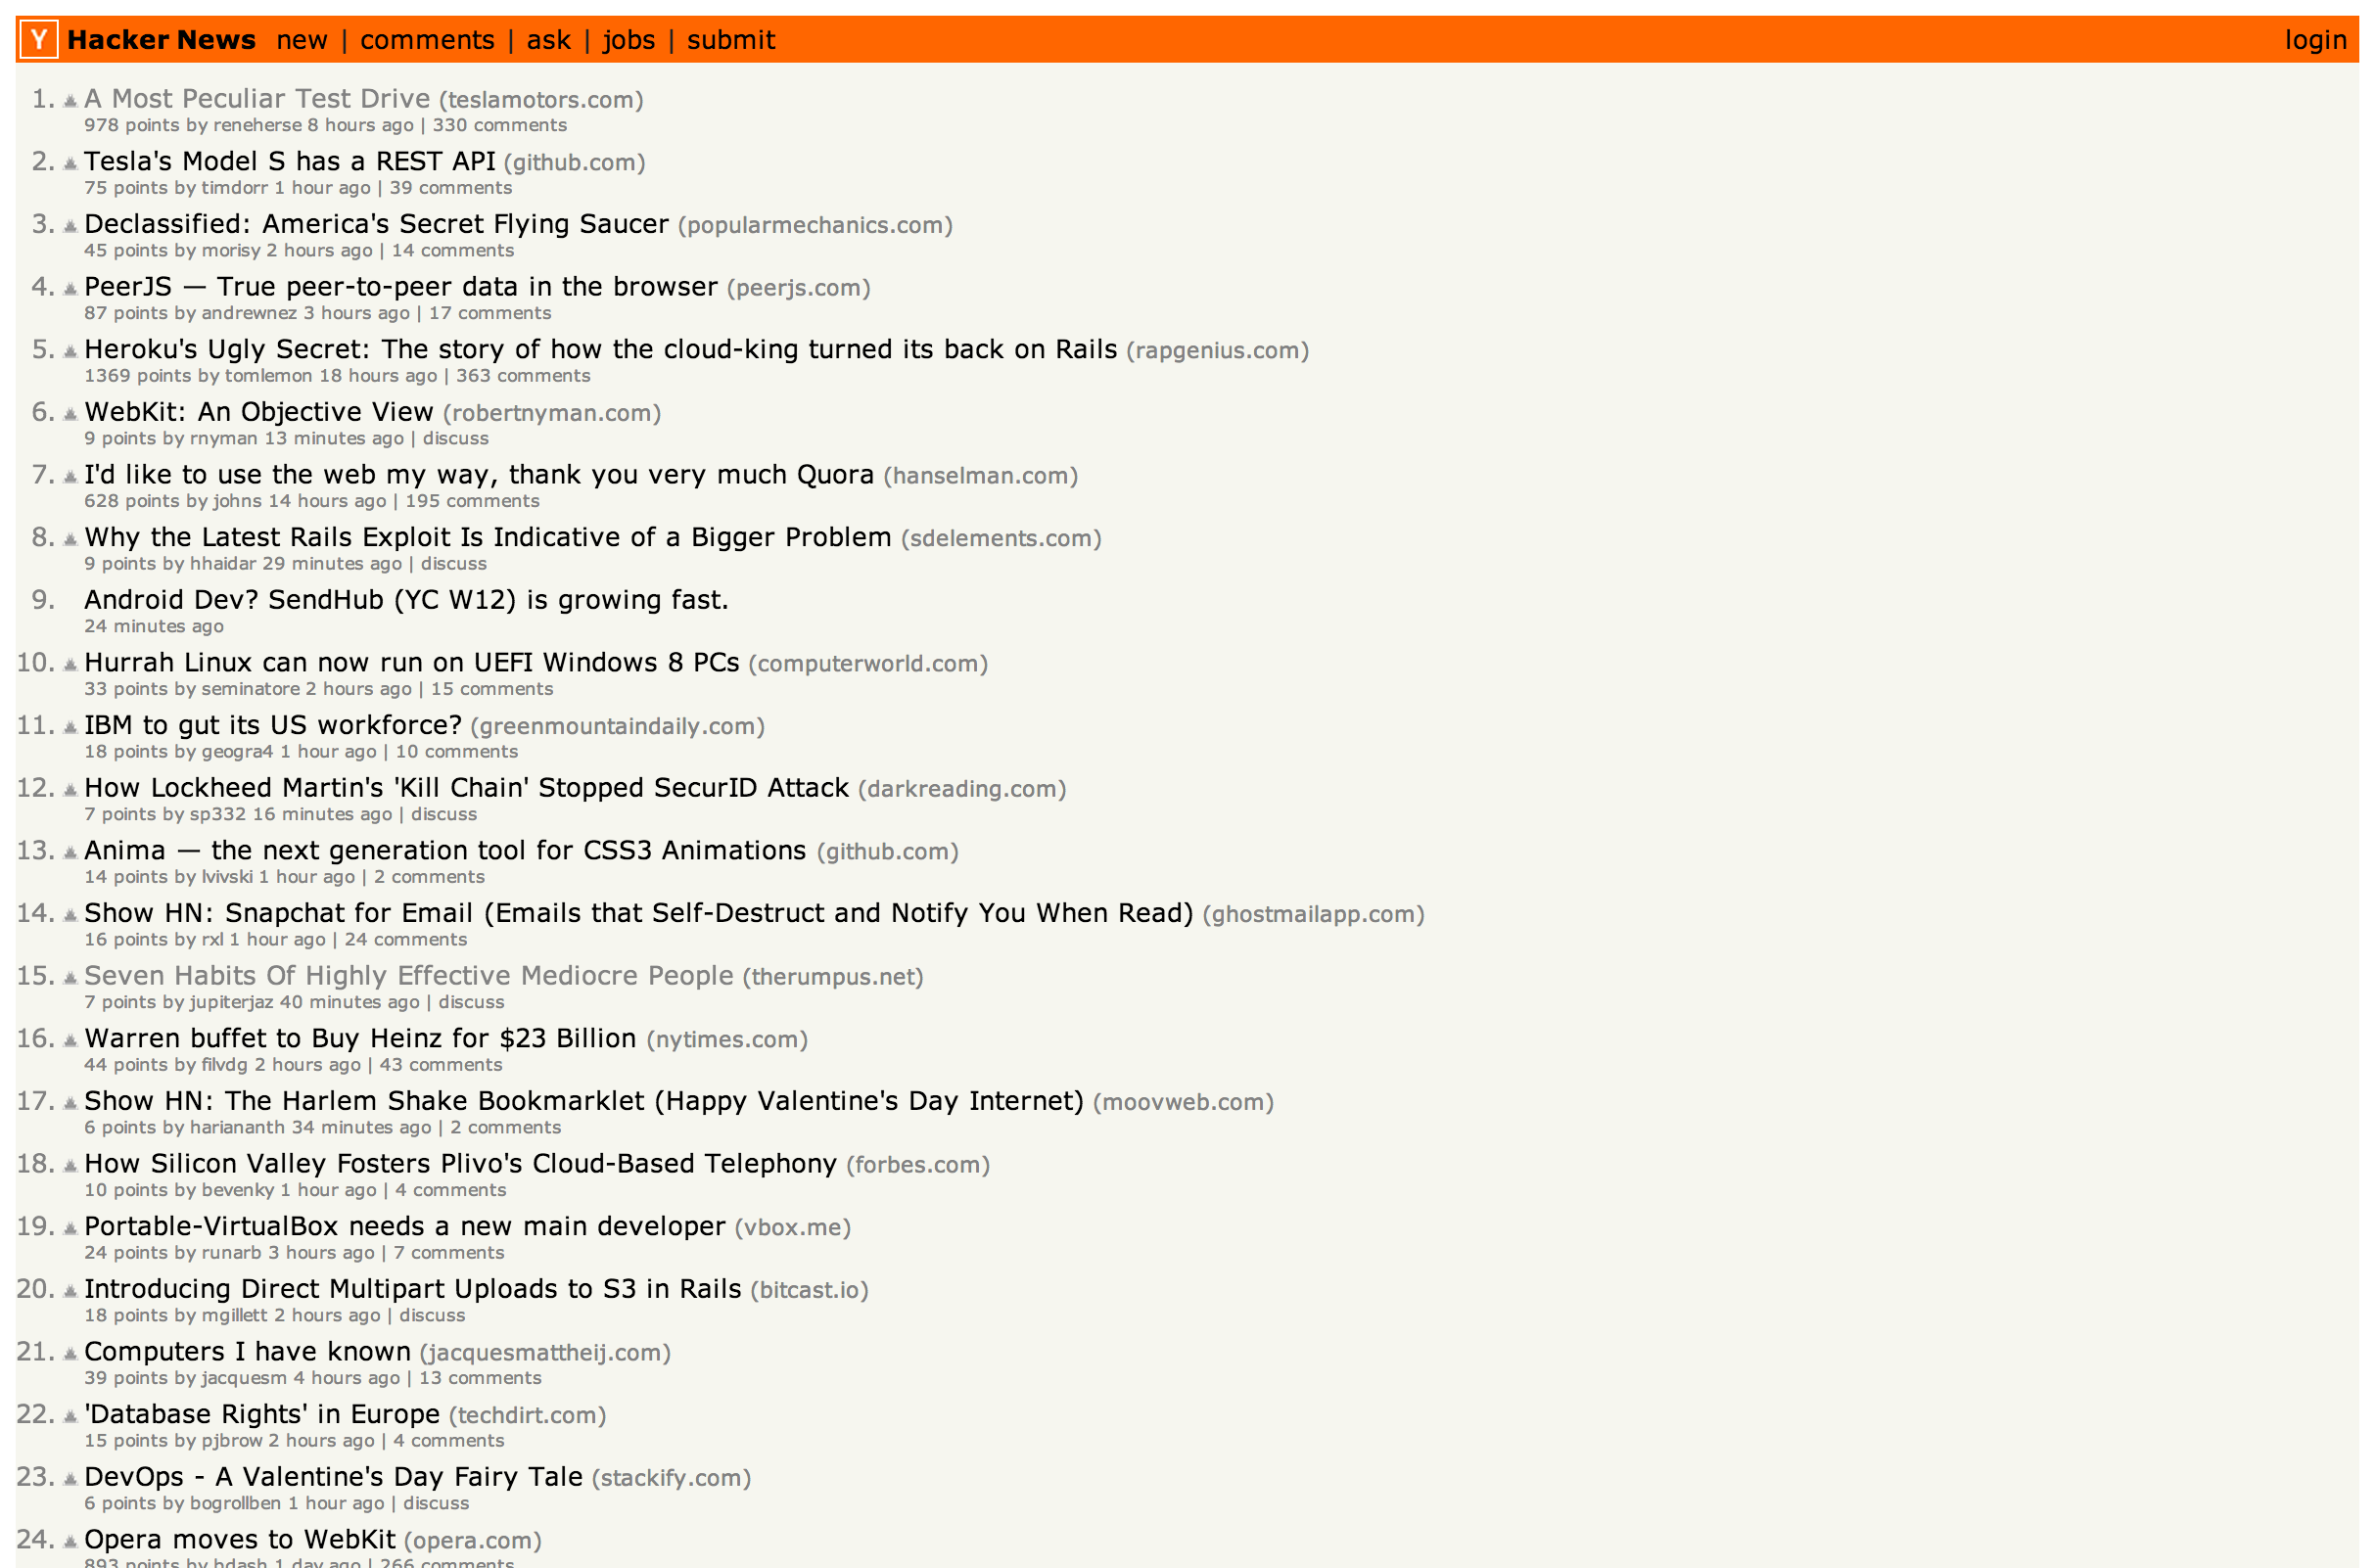 Y Hacker News new | comments | ask | jobs | submit login
1. A Most Peculiar Test Drive (teslamotors.com)
978 points by reneherse 8 hours ago | 330 comments
2. Tesla's Model S has a REST API (github.com)
75 points by timdorr 1 hour ago | 39 comments
3. Declassified: America's Secret Flying Saucer (popularmechanics.com)
45 points by morisy 2 hours ago | 14 comments
4. PeerJS — True peer-to-peer data in the browser (peerjs.com)
87 points by andrewnez 3 hours ago | 17 comments
5. Heroku's Ugly Secret: The story of how the cloud-king turned its back on Rails (rapgenius.com)
1369 points by tomlemon 18 hours ago | 363 comments
6. WebKit: An Objective View (robertnyman.com)
9 points by rnyman 13 minutes ago | discuss
7. I'd like to use the web my way, thank you very much Quora (hanselman.com)
628 points by johns 14 hours ago | 195 comments
8. Why the Latest Rails Exploit Is Indicative of a Bigger Problem (sdelements.com)
9 points by hhaidar 29 minutes ago | discuss
9. Android Dev? SendHub (YC W12) is growing fast.
24 minutes ago
10. Hurrah Linux can now run on UEFI Windows 8 PCs (computerworld.com)
33 points by seminatore 2 hours ago | 15 comments
11. IBM to gut its US workforce? (greenmountaindaily.com)
18 points by geogra4 1 hour ago | 10 comments
12. How Lockheed Martin's 'Kill Chain' Stopped SecurID Attack (darkreading.com)
7 points by sp332 16 minutes ago | discuss
13. Anima — the next generation tool for CSS3 Animations (github.com)
14 points by lvivski 1 hour ago | 2 comments
14. Show HN: Snapchat for Email (Emails that Self-Destruct and Notify You When Read) (ghostmailapp.com)
16 points by rxl 1 hour ago | 24 comments
15. Seven Habits Of Highly Effective Mediocre People (therumpus.net)
7 points by jupiterjaz 40 minutes ago | discuss
16. Warren buffet to Buy Heinz for $23 Billion (nytimes.com)
44 points by filvdg 2 hours ago | 43 comments
17. Show HN: The Harlem Shake Bookmarklet (Happy Valentine's Day Internet) (moovweb.com)
6 points by hariananth 34 minutes ago | 2 comments
18. How Silicon Valley Fosters Plivo's Cloud-Based Telephony (forbes.com)
10 points by bevenky 1 hour ago | 4 comments
19. Portable-VirtualBox needs a new main developer (vbox.me)
24 points by runarb 3 hours ago | 7 comments
20. Introducing Direct Multipart Uploads to S3 in Rails (bitcast.io)
18 points by mgillett 2 hours ago | discuss
21. Computers I have known (jacquesmattheij.com)
39 points by jacquesm 4 hours ago | 13 comments
22. 'Database Rights' in Europe (techdirt.com)
15 points by pjbrow 2 hours ago | 4 comments
23. DevOps - A Valentine's Day Fairy Tale (stackify.com)
6 points by bogrollben 1 hour ago | discuss
24. Opera moves to WebKit (opera.com)
893 points by hdash 1 day ago | 266 comments